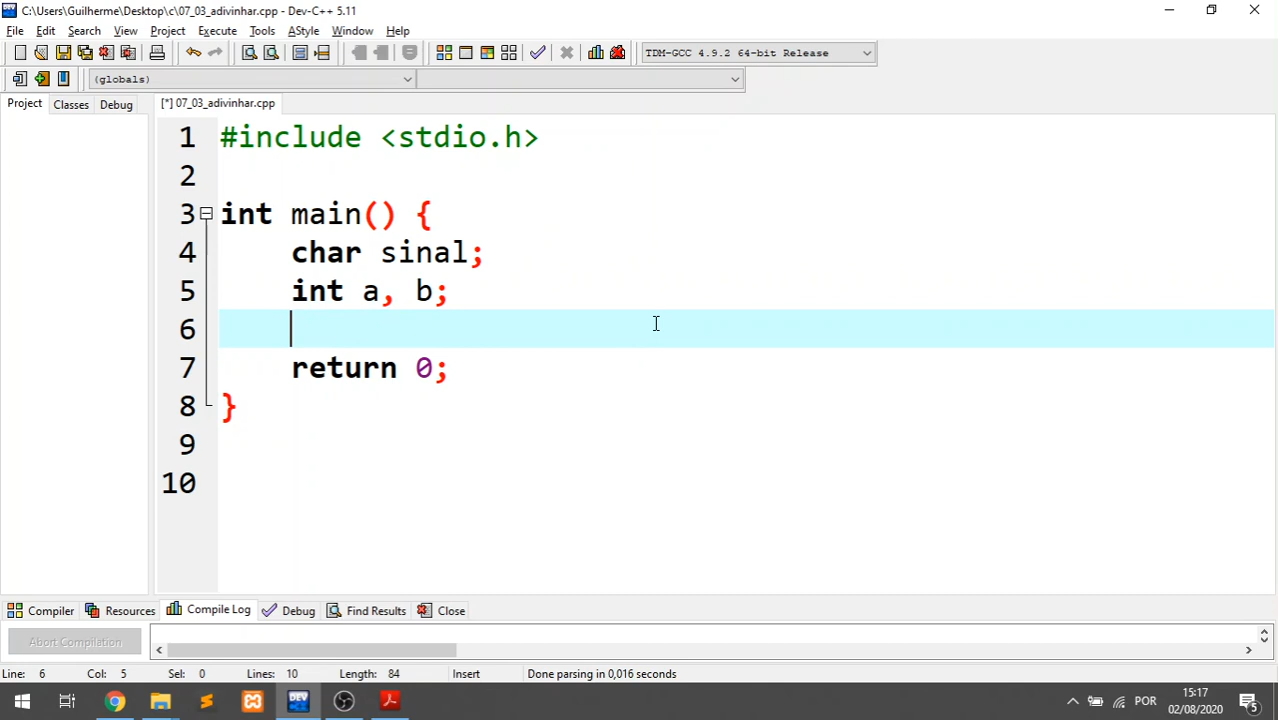 C:\Users\Guilherme\Desktop\c\07_03_adivinhar.cpp - Dev-C++ 5.11
File Edit Search View Project Execute Tools AStyle Window Help
TDM-GCC 4.9.2 64-bit Release
(globals)
Project Classes Debug [*] 07_03_adivinhar.cpp
1 #include <stdio.h>
2
3 int main() {
4 char sinal;
5 int a, b;
6
7 return 0;
8 }
9
10
Compiler Resources Compile Log Debug Find Results Close
Abort Compilation
Line: 6 Col: 5 Sel: 0 Lines: 10 Length: 84 Insert Done parsing in 0,016 seconds
DEV POR 15:17
02/08/2020 5